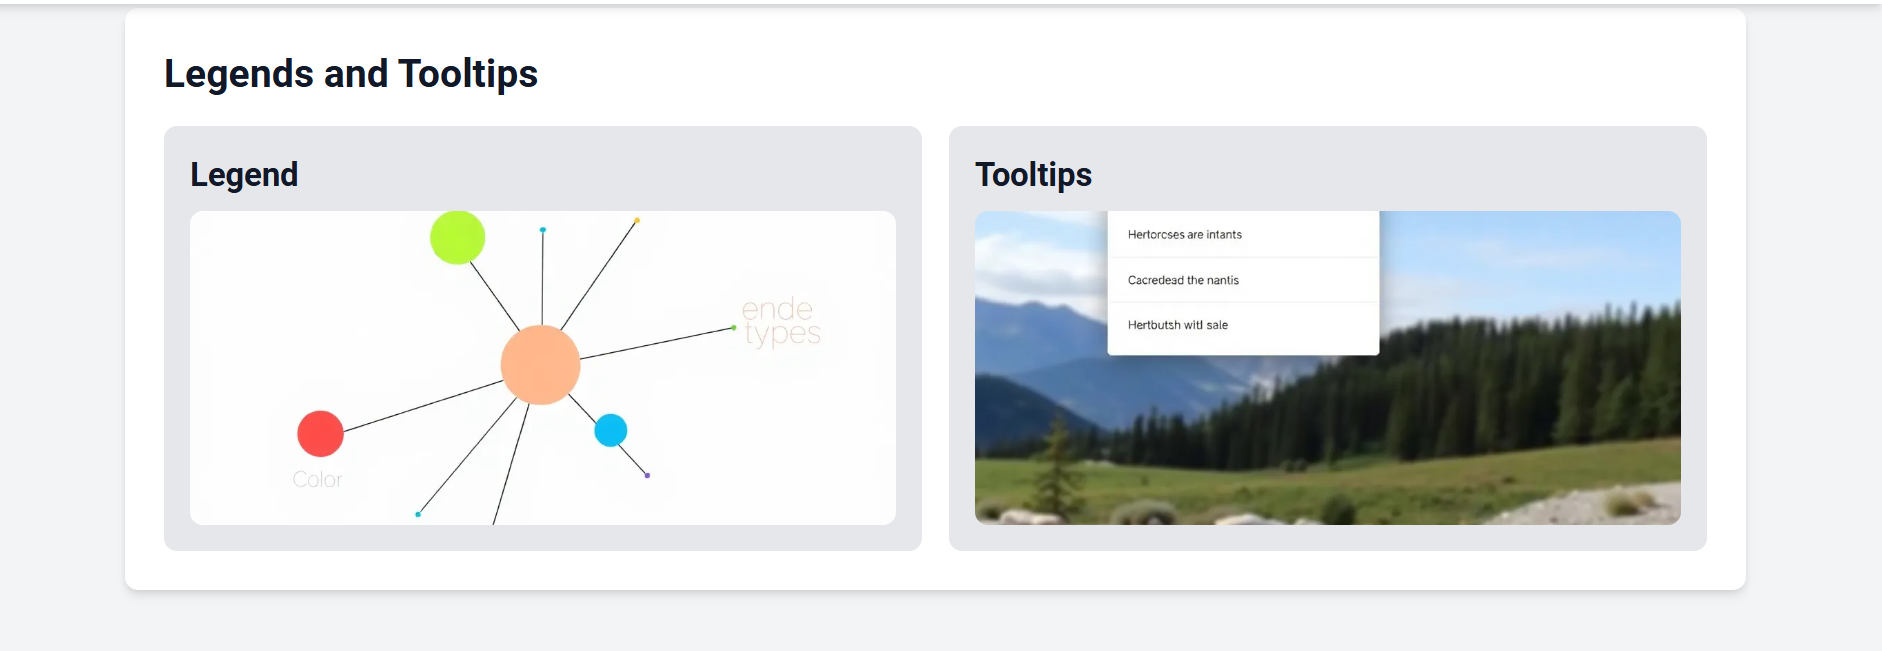 Legends and Tooltips
Legend
ende
types
Color
Tooltips
Hertorcses are intants
Cacredead the nantis
Hertbutsh witl sale